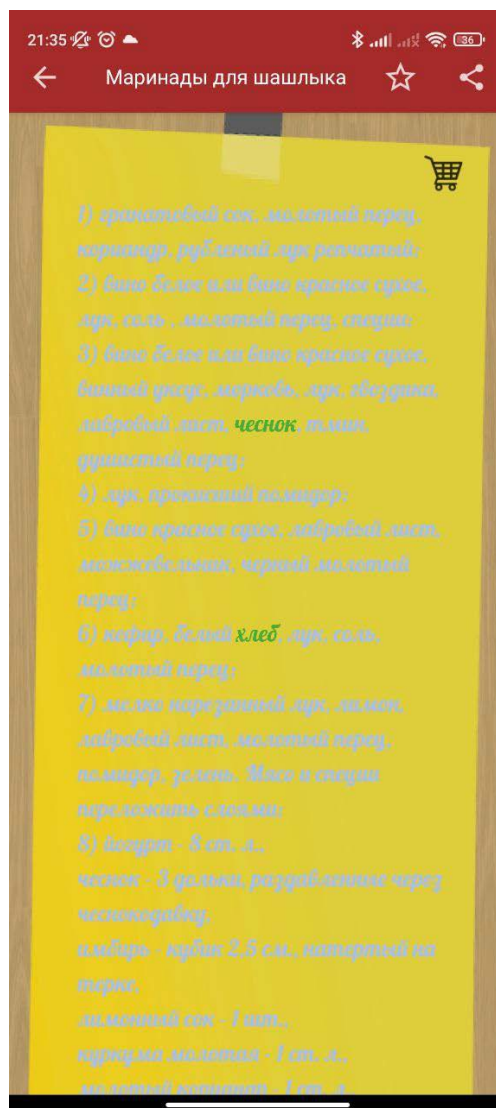 21:35
36
Маринады для шашлыка
1) гранатовый сок, молотый перец,
кориандр, рубленый лук репчатый;
2) вино белое или вино красное сухое,
лук, соль , молотый перец, специи;
3) вино белое или вино красное сухое,
винный уксус, морковь, лук, гвоздика,
лавровый лист, чеснок, тмин,
душистый перец;
4) лук, прокисший помидор;
5) вино красное сухое, лавровый лист,
можжевельник, черный молотый
перец;
6) кефир, белый хлеб, лук, соль,
молотый перец;
7) мелко нарезанный лук, лимон,
лавровый лист, молотый перец,
помидор, зелень. Мясо и специи
переложить слоями;
8) йогурт - 8 ст. л.,
чеснок - 3 дольки, раздавленные через
чеснокодавку,
имбирь - кубик 2,5 см., натертый на
терке,
лимонный сок - 1 шт.,
куркума молотая - 1 ст. л.,
молотый кориандр - 1 ст. л.